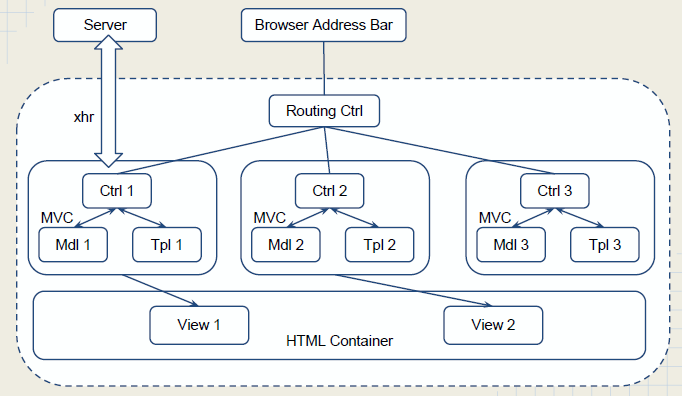 Server
Browser Address Bar
xhr
Routing Ctrl
Ctrl 1
Ctrl 2
Ctrl 3
MVC
MVC
MVC
Mdl 1
Tpl 1
Mdl 2
Tpl 2
Mdl 3
Tpl 3
View 1
View 2
HTML Container